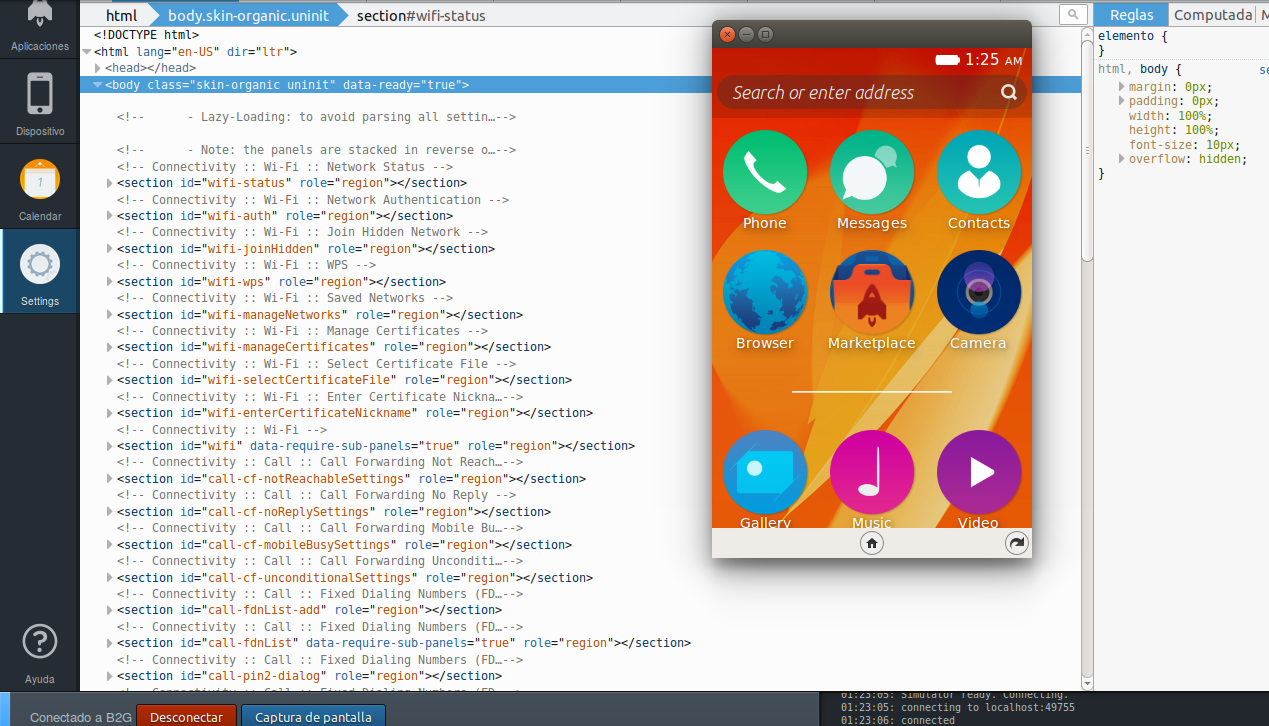 Aplicaciones
Dispositivo
1
Calendar
Settings
Ayuda
html body.skin-organic.uninit section#wifi-status
<!DOCTYPE html>
<html lang="en-US" dir="ltr">
<head></head>
<body class="skin-organic uninit" data-ready="true">
<!-- - Lazy-Loading: to avoid parsing all settin…-->
<!-- - Note: the panels are stacked in reverse o…-->
<!-- Connectivity :: Wi-Fi :: Network Status -->
<section id="wifi-status" role="region"></section>
<!-- Connectivity :: Wi-Fi :: Network Authentication -->
<section id="wifi-auth" role="region"></section>
<!-- Connectivity :: Wi-Fi :: Join Hidden Network -->
<section id="wifi-joinHidden" role="region"></section>
<!-- Connectivity :: Wi-Fi :: WPS -->
<section id="wifi-wps" role="region"></section>
<!-- Connectivity :: Wi-Fi :: Saved Networks -->
<section id="wifi-manageNetworks" role="region"></section>
<!-- Connectivity :: Wi-Fi :: Manage Certificates -->
<section id="wifi-manageCertificates" role="region"></section>
<!-- Connectivity :: Wi-Fi :: Select Certificate File -->
<section id="wifi-selectCertificateFile" role="region"></section>
<!-- Connectivity :: Wi-Fi :: Enter Certificate Nickna…-->
<section id="wifi-enterCertificateNickname" role="region"></section>
<!-- Connectivity :: Wi-Fi -->
<section id="wifi" data-require-sub-panels="true" role="region"></section>
<!-- Connectivity :: Call :: Call Forwarding Not Reach…-->
<section id="call-cf-notReachableSettings" role="region"></section>
<!-- Connectivity :: Call :: Call Forwarding No Reply -->
<section id="call-cf-noReplySettings" role="region"></section>
<!-- Connectivity :: Call :: Call Forwarding Mobile Bu…-->
<section id="call-cf-mobileBusySettings" role="region"></section>
<!-- Connectivity :: Call :: Call Forwarding Unconditi…-->
<section id="call-cf-unconditionalSettings" role="region"></section>
<!-- Connectivity :: Call :: Fixed Dialing Numbers (FD…-->
<section id="call-fdnList-add" role="region"></section>
<!-- Connectivity :: Call :: Fixed Dialing Numbers (FD…-->
<section id="call-fdnList" data-require-sub-panels="true" role="region"></section>
<!-- Connectivity :: Call :: Fixed Dialing Numbers (FD…-->
<section id="call-pin2-dialog" role="region"></section>
<!-- Connectivity :: Call :: Fixed Dialing Numbers (FD…-->
1:25 AM
Search or enter address
Phone Messages Contacts
Browser Marketplace Camera
Gallery Music Video
Reglas Computada M
elemento {
}
html, body { se
margin: 0px;
padding: 0px;
width: 100%;
height: 100%;
font-size: 10px;
overflow: hidden;
}
Conectado a B2G Desconectar Captura de pantalla
01:23:05: Simulator ready. Connecting.
01:23:05: connecting to localhost:49755
01:23:06: connected